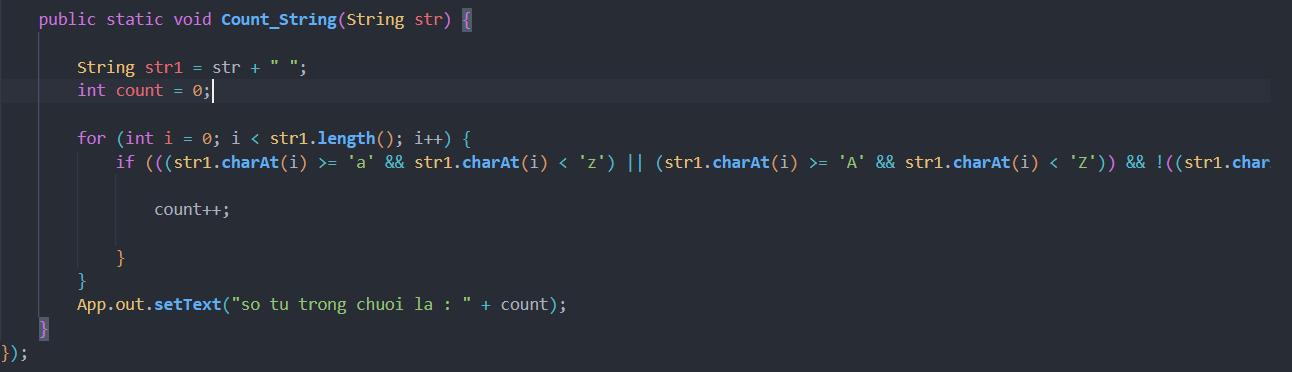 public static void Count_String(String str) {
String str1 = str + " ";
int count = 0;
for (int i = 0; i < str1.length(); i++) {
if (((str1.charAt(i) >= 'a' && str1.charAt(i) < 'z') || (str1.charAt(i) >= 'A' && str1.charAt(i) < 'Z')) && !((str1.char
count++;
}
}
App.out.setText("so tu trong chuoi la : " + count);
}
});